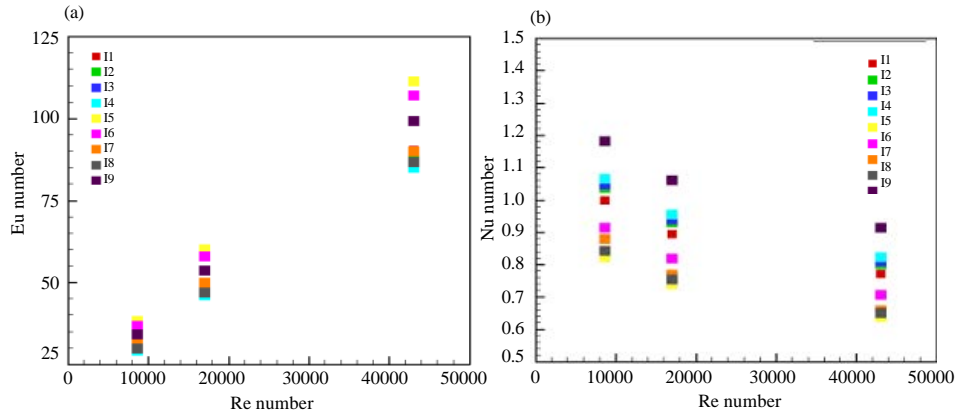 (a)
125
100
75
50
25
Eu number
I1
I2
I3
I4
I5
I6
I7
I8
I9
0 10000 20000 30000 40000 50000
Re number
(b)
1.5
1.4
1.3
1.2
1.1
1.0
0.9
0.8
0.7
0.6
0.5
Nu number
I1
I2
I3
I4
I5
I6
I7
I8
I9
0 10000 20000 30000 40000 50000
Re number